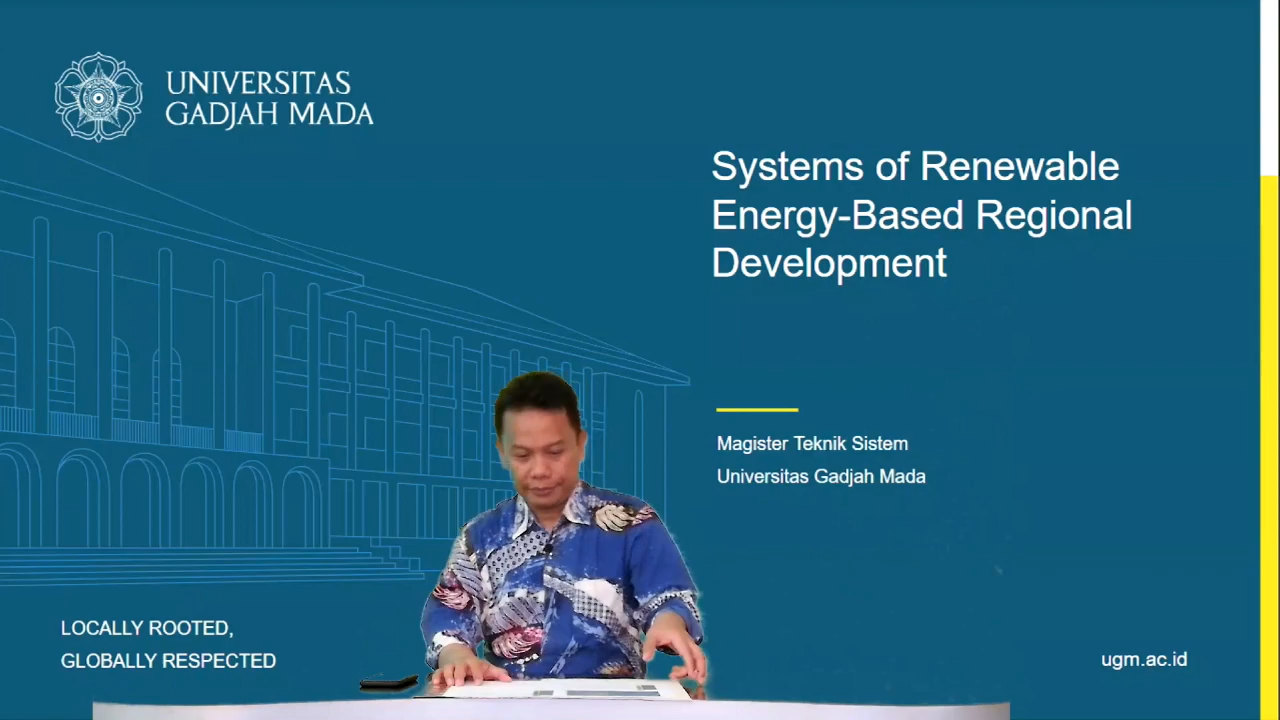 UNIVERSITAS
GADJAH MADA
Systems of Renewable
Energy-Based Regional
Development
Magister Teknik Sistem
Universitas Gadjah Mada
LOCALLY ROOTED,
GLOBALLY RESPECTED
ugm.ac.id